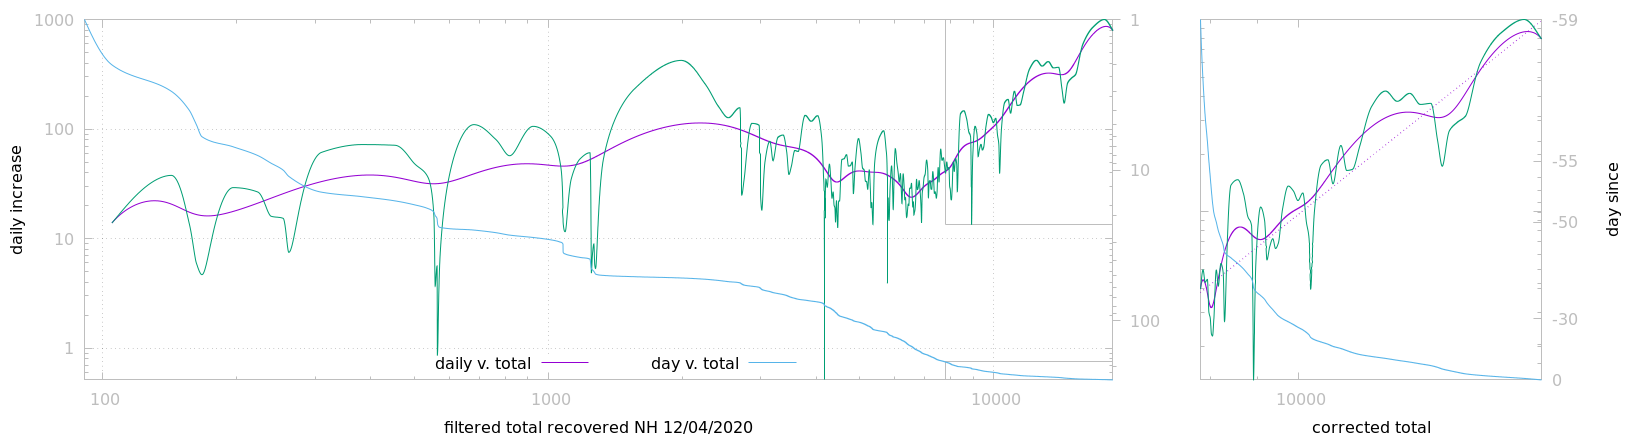 1000
100
10
1
daily increase
100
1000
10000
filtered total recovered NH 12/04/2020
daily v. total
day v. total
1
10
100
10000
corrected total
-59
-55
-50
-30
0
day since